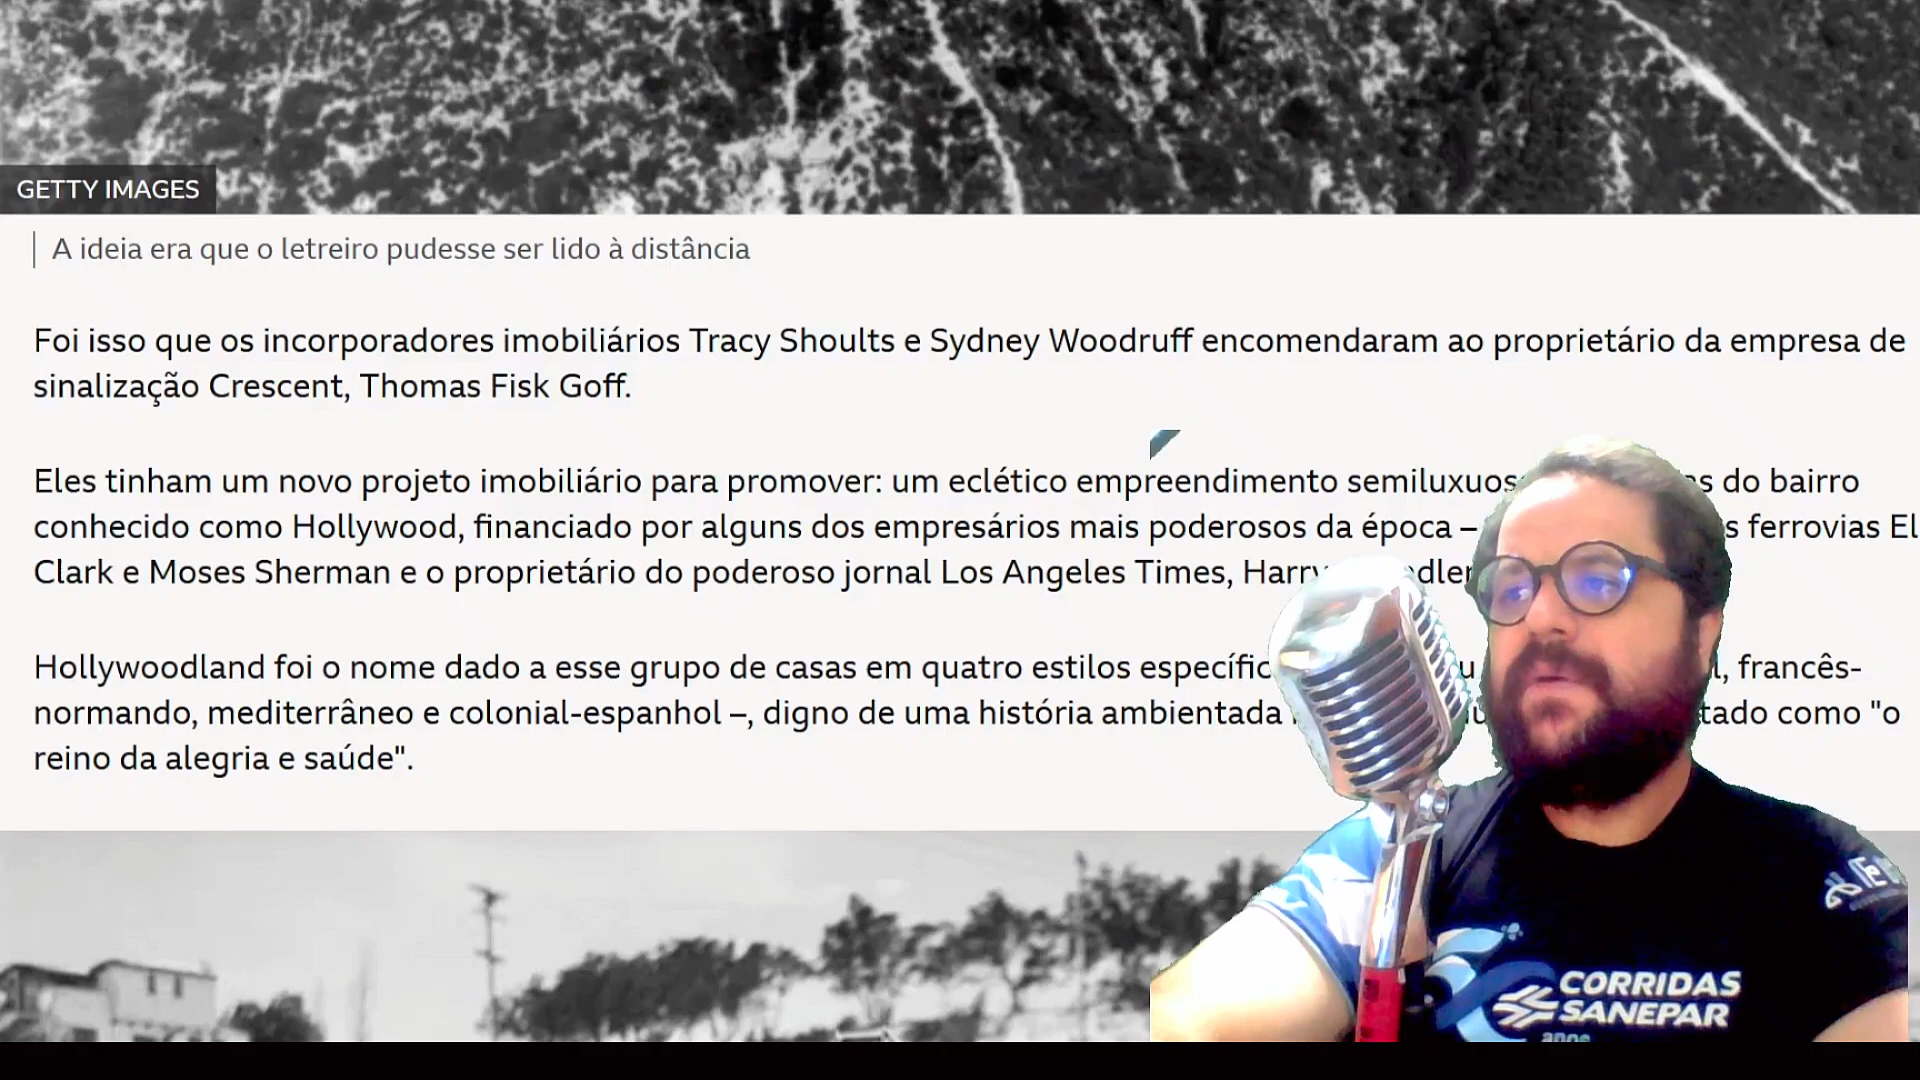 GETTY IMAGES
A ideia era que o letreiro pudesse ser lido à distância
Foi isso que os incorporadores imobiliários Tracy Shoults e Sydney Woodruff encomendaram ao proprietário da empresa de
sinalização Crescent, Thomas Fisk Goff.
Eles tinham um novo projeto imobiliário para promover: um eclético empreendimento do bairro
conhecido como Hollywood, financiado por alguns dos empresários mais poderosos da época – ferrovias
Clark e Moses Sherman e o proprietário do poderoso jornal Los Angeles Times,
Hollywoodland foi o nome dado a esse grupo de casas em quatro estilos francês-
normando, mediterrâneo e colonial-espanhol –, digno de uma história ambientada como "o
reino da alegria e saúde".
CORRIDAS
SANEPAR
anos